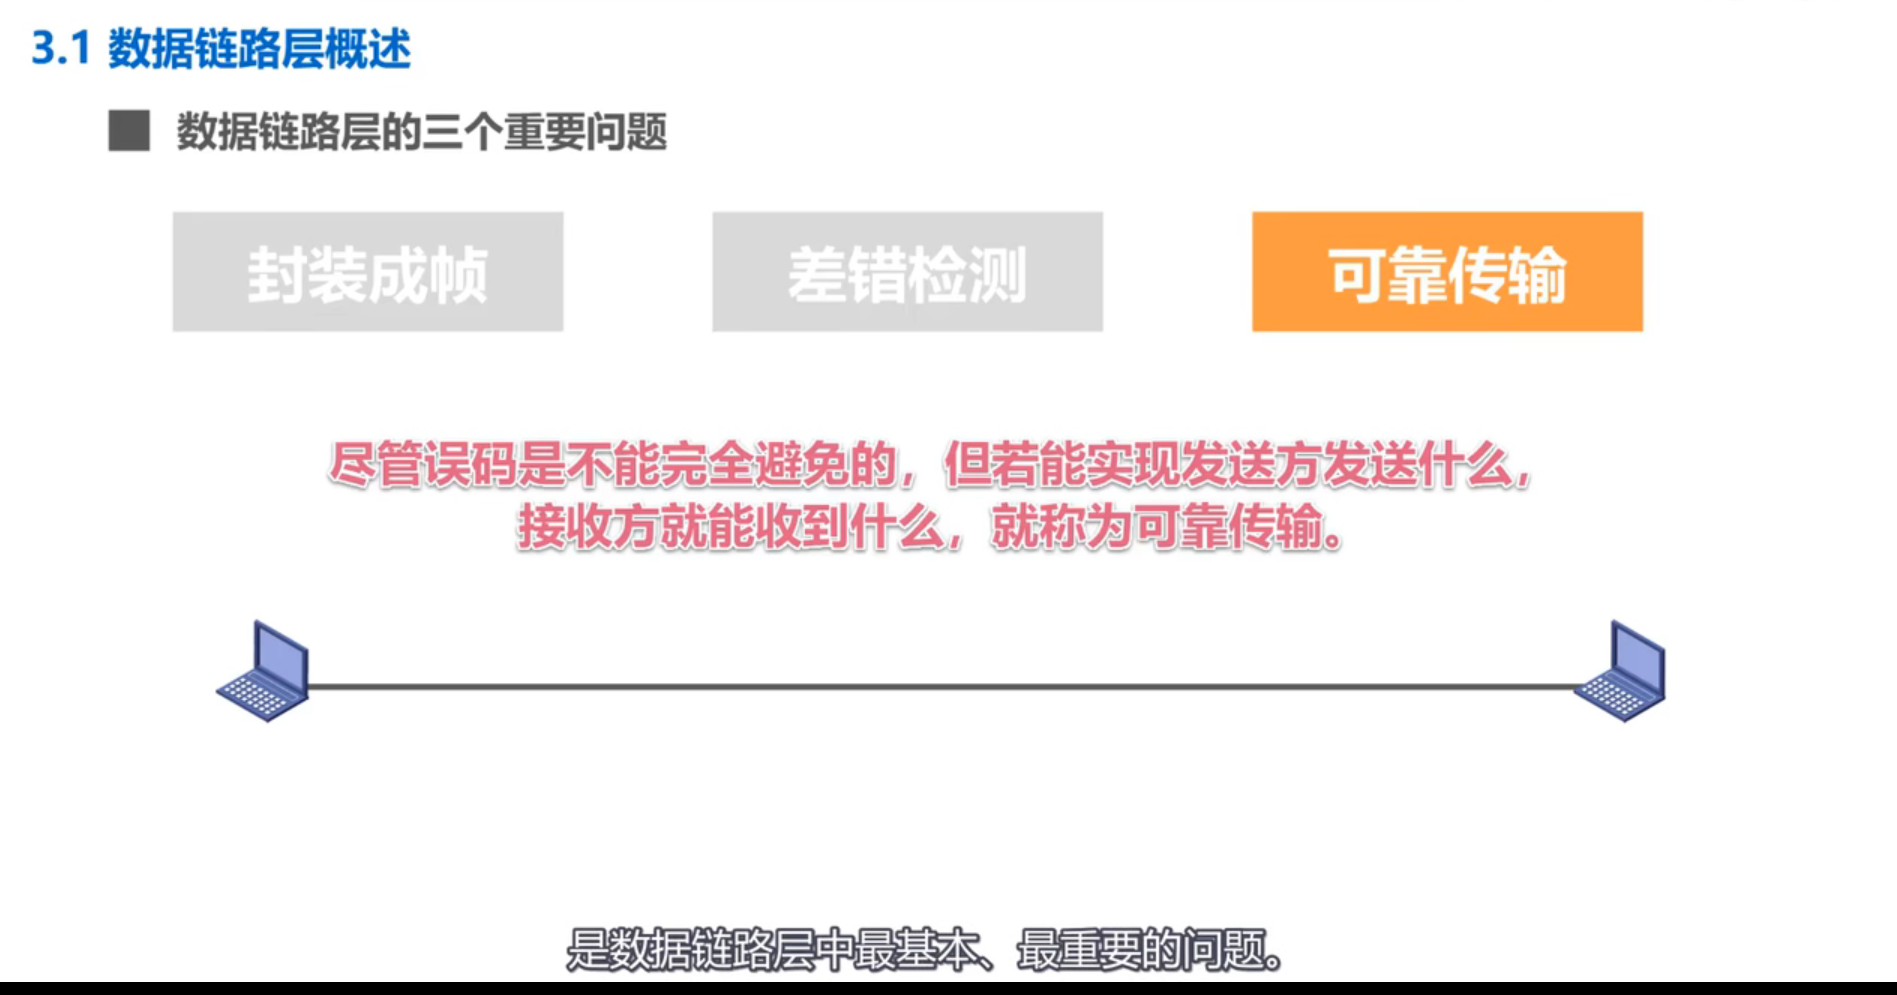 3.1 数据链路层概述
数据链路层的三个重要问题
封装成帧
差错检测
可靠传输
尽管误码是不能完全避免的，但若能实现发送方发送什么，
接收方就能收到什么，就称为可靠传输。
是数据链路层中最基本、最重要的问题。